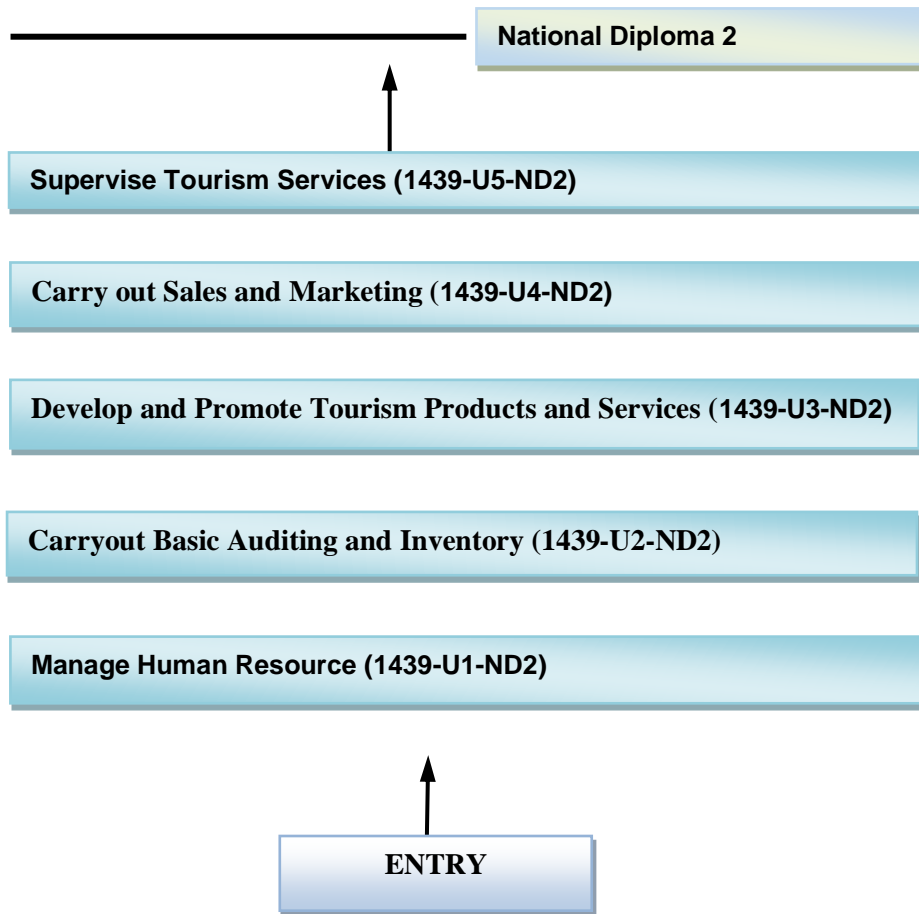 National Diploma 2
Supervise Tourism Services (1439-U5-ND2)
Carry out Sales and Marketing (1439-U4-ND2)
Develop and Promote Tourism Products and Services (1439-U3-ND2)
Carryout Basic Auditing and Inventory (1439-U2-ND2)
Manage Human Resource (1439-U1-ND2)
ENTRY